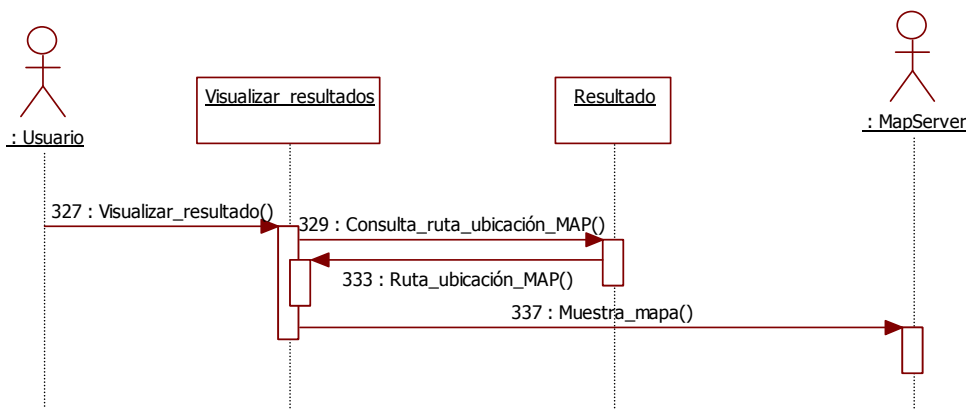 Visualizar_resultados
Resultado
: Usuario
: MapServer
327 : Visualizar_resultado()
329 : Consulta_ruta_ubicación_MAP()
333 : Ruta_ubicación_MAP()
337 : Muestra_mapa()